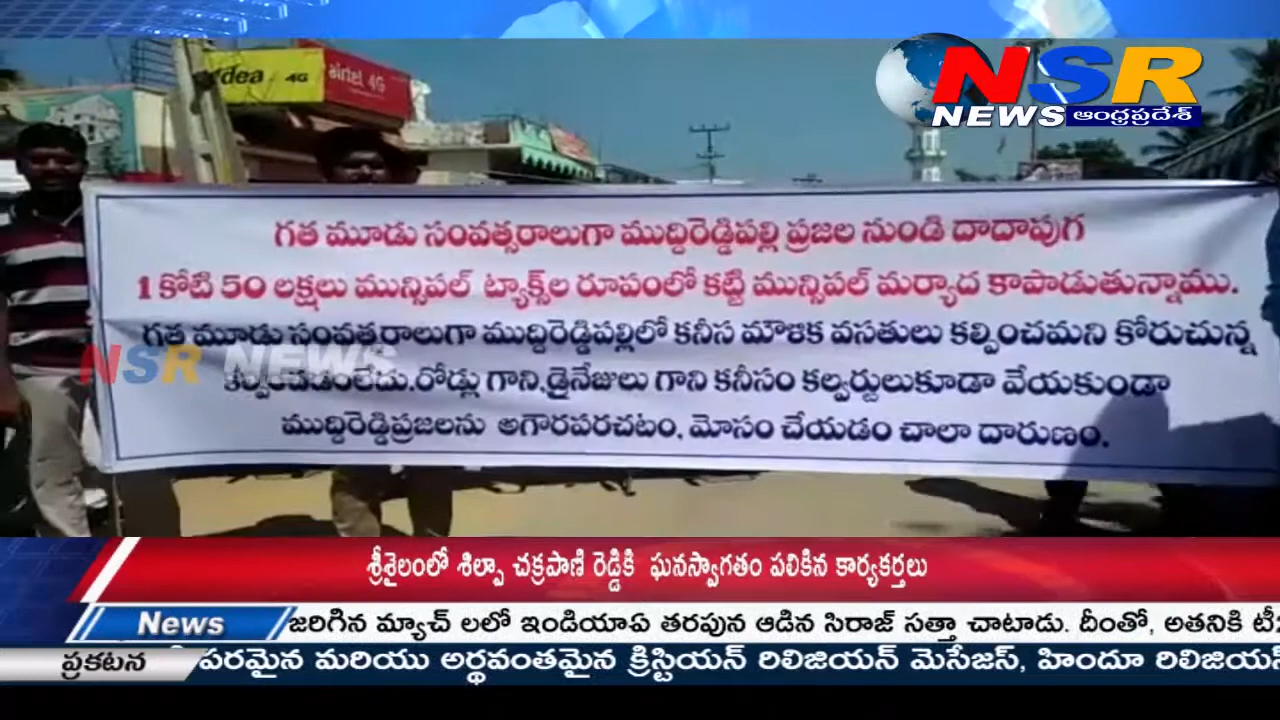 idea 4G
airtel 4G
NSR
NEWS ఆంధ్రప్రదేశ్
గత మూడు సంవత్సరాలుగా ముద్దిరెడ్డిపల్లి ప్రజల నుండి దాదాపుగ
1 కోటి 50 లక్షలు మున్సిపల్ ట్యాక్స్‌ల రూపంలో కట్టి మున్సిపల్ మర్యాద కాపాడుతున్నాము.
గత మూడు సంవత్సరాలుగా ముద్దిరెడ్డిపల్లిలో కనీస మౌళిక వసతులు కల్పించమని కోరుచున్న
NSR NEWS
కల్పించడంలేదు.రోడ్లు గాని,డైనేజులు గాని కనీసం కల్వర్టులుకూడా వేయకుండా
ముద్దిరెడ్డిప్రజలను అగౌరపరచటం, మోసం చేయడం చాలా దారుణం.
శ్రీశైలంలో శిల్పా చక్రపాణి రెడ్డికి ఘనస్వాగతం పలికిన కార్యకర్తలు
News జరిగిన మ్యాచ్ లలో ఇండియాఏ తరపున ఆడిన సిరాజ్ సత్తా చాటాడు. దీంతో, అతనికి
ప్రకటన పరమైన మరియు అర్థవంతమైన క్రిస్టియన్ రిలిజియన్ మెసేజస్, హిందూ రిలిజియన్